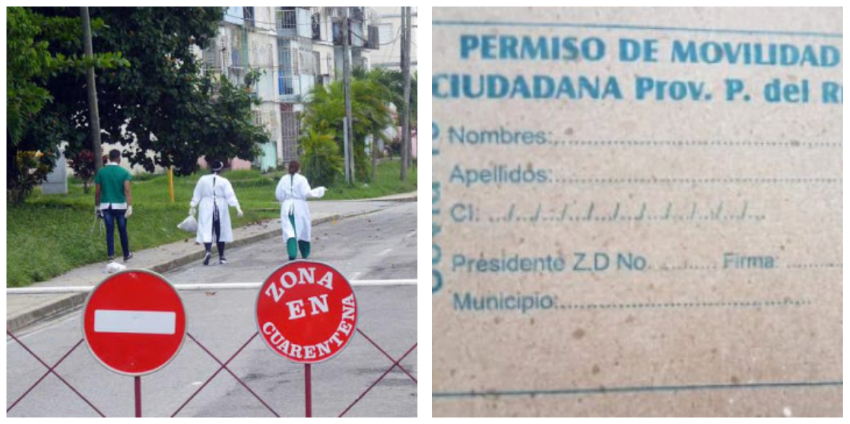 ZONA
EN
CUARENTENA
PERMISO DE MOVILIDAD
CIUDADANA Prov. P. del
Nombres:
Apellidos:
CI: .../.../.../.../.../.../.../.../.../.../...
Presidente Z.D No. ........... Firma: ..........
Municipio: